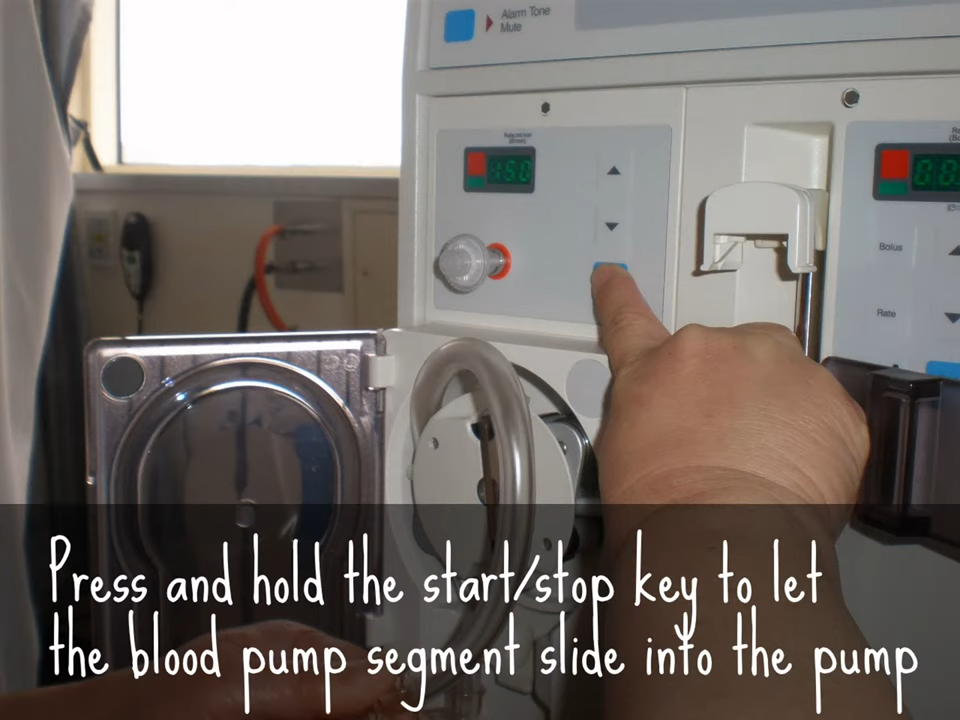 Alarm Tone
Mute
150
Bolus
Rate
Press and hold the start/stop key to let
the blood pump segment slide into the pump